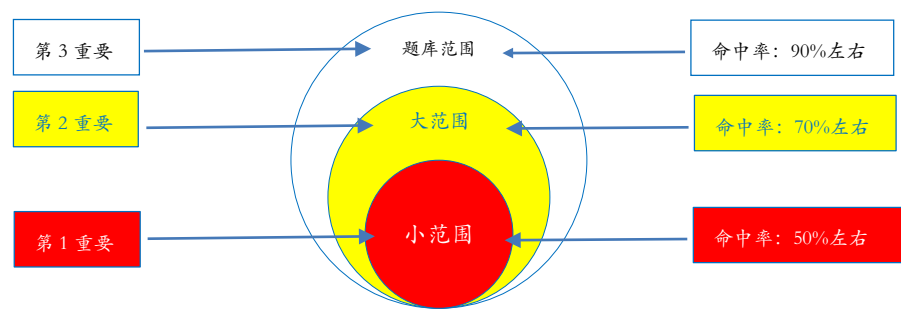 第 3 重要
题库范围
命中率：90%左右
第 2 重要
大范围
命中率：70%左右
第 1 重要
小范围
命中率：50%左右